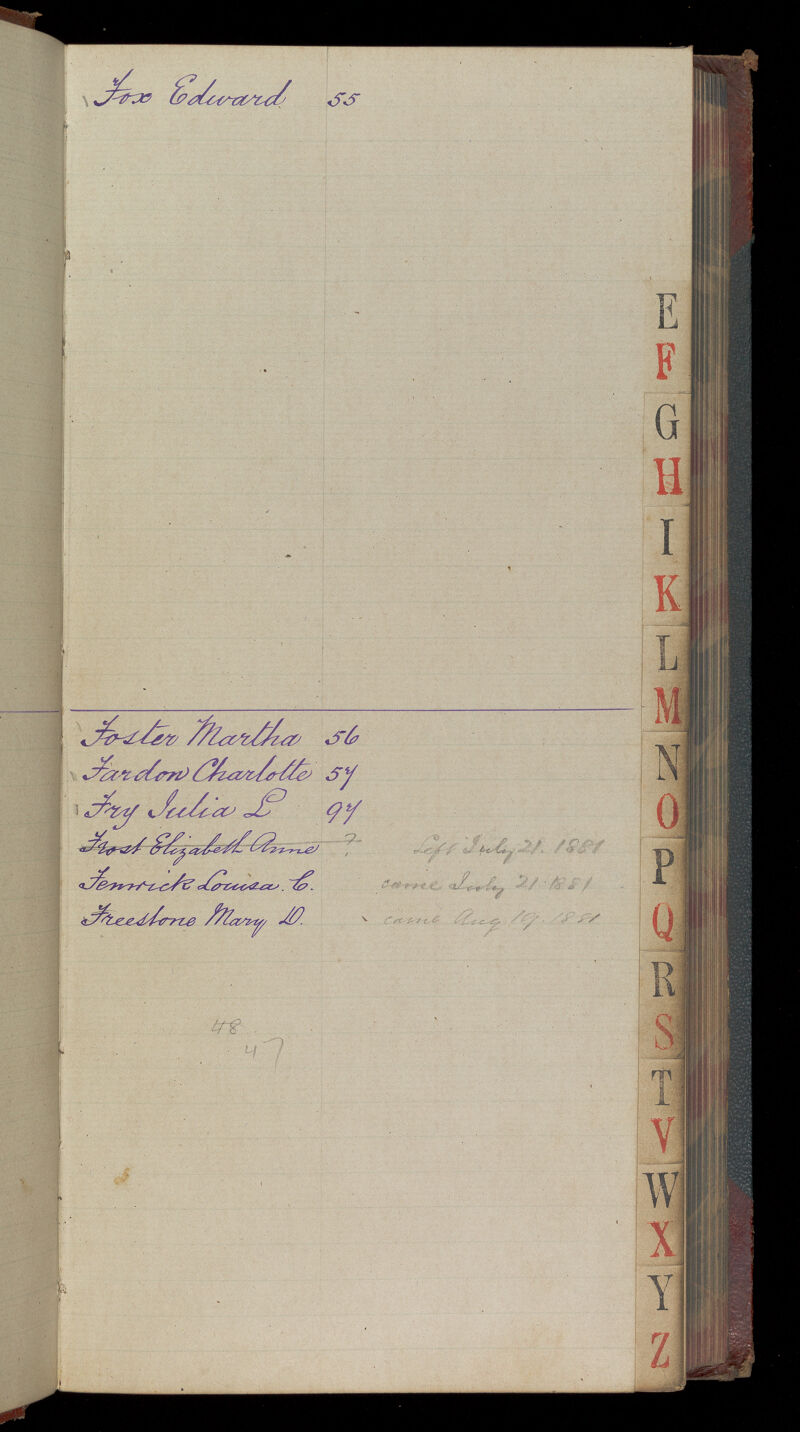 Fox Edward 55
Foster Martha 56
Fardon Charlotte 57
Fry Julia L 97
Frost Elizabeth Anne ? Left July 21. 1881
Fenwick Louisa. C. came July 21. 1881
Freestone Mary D. came Aug 19. 1881
48
47
E
F
G
H
I
K
L
M
N
O
P
Q
R
S
T
V
W
X
Y
Z